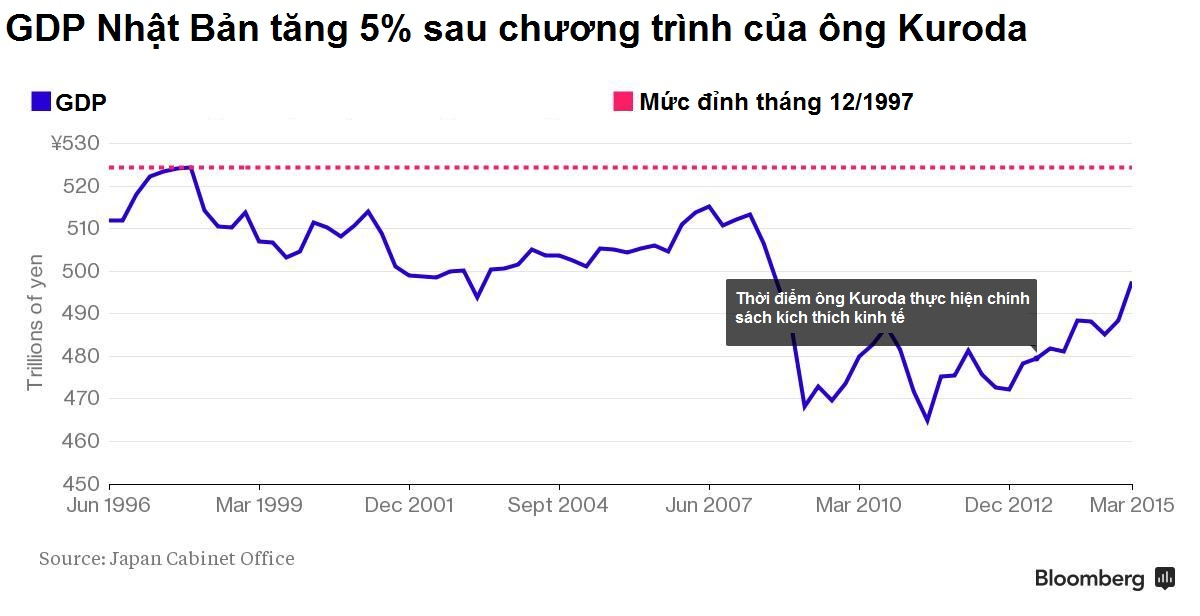 GDP Nhật Bản tăng 5% sau chương trình của ông Kuroda
GDP
Mức đỉnh tháng 12/1997
¥530
520
510
500
490
480
470
460
450
Trillions of yen
Thời điểm ông Kuroda thực hiện chính
sách kích thích kinh tế
Jun 1996
Mar 1999
Dec 2001
Sept 2004
Jun 2007
Mar 2010
Dec 2012
Mar 2015
Source: Japan Cabinet Office
Bloomberg